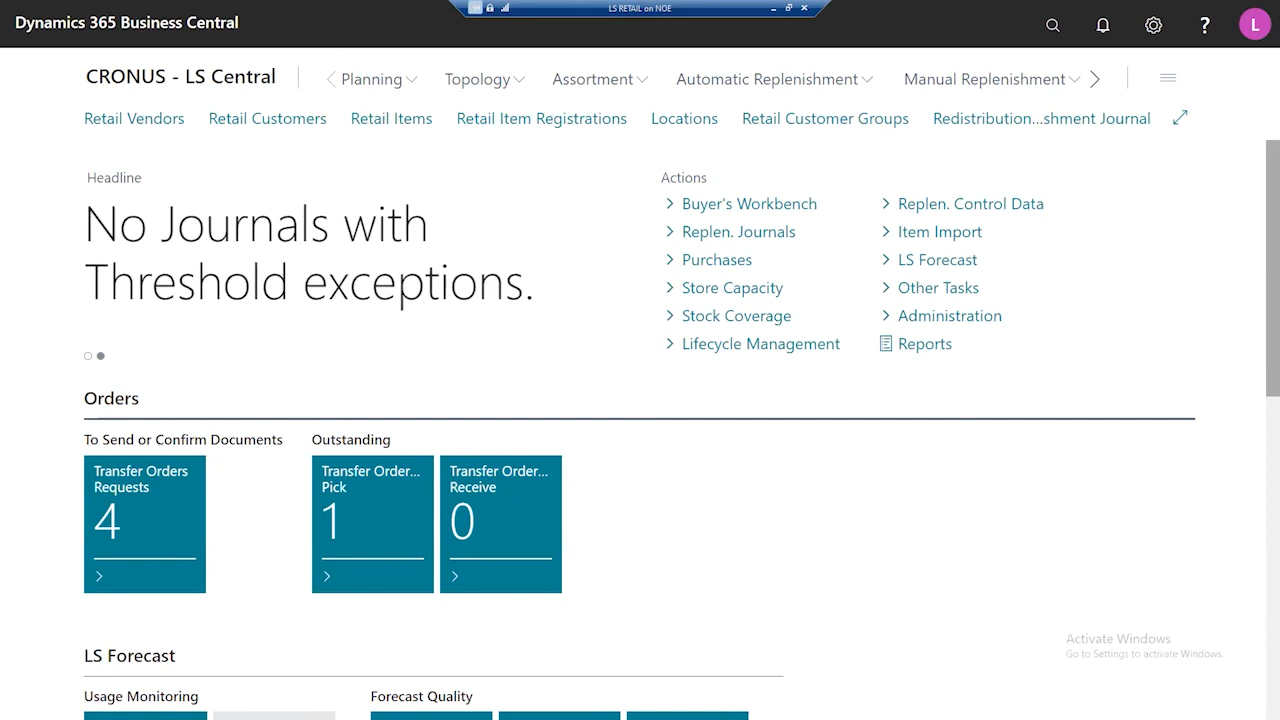 LS RETAIL on NOE
Dynamics 365 Business Central
?
L
CRONUS - LS Central
Planning
Topology
Assortment
Automatic Replenishment
Manual Replenishment
Retail Vendors
Retail Customers
Retail Items
Retail Item Registrations
Locations
Retail Customer Groups
Redistribution...shment Journal
Headline
No Journals with
Threshold exceptions.
Actions
Buyer's Workbench
Replen. Journals
Purchases
Store Capacity
Stock Coverage
Lifecycle Management
Replen. Control Data
Item Import
LS Forecast
Other Tasks
Administration
Reports
Orders
To Send or Confirm Documents
Transfer Orders
Requests
4
Outstanding
Transfer Order...
Pick
1
Transfer Order...
Receive
0
LS Forecast
Usage Monitoring
Forecast Quality
Activate Windows
Go to Settings to activate Windows.